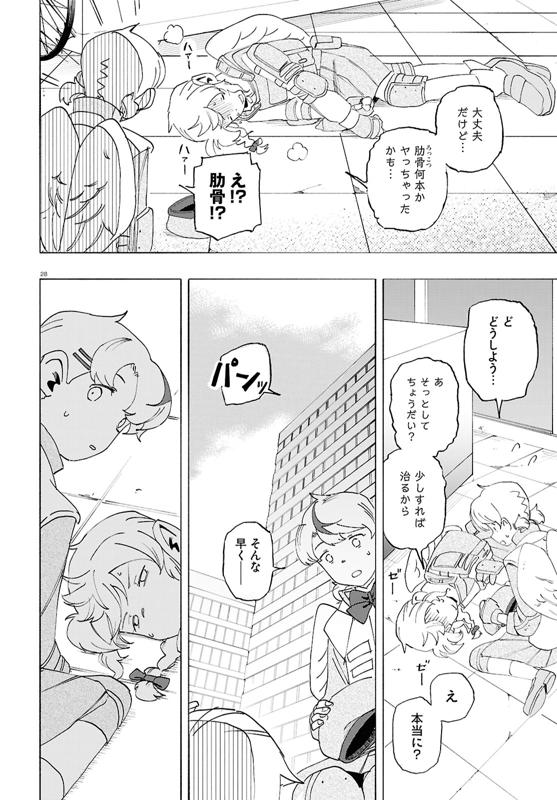 ハァー
大丈夫
だけど…
肋骨何本か
ヤっちゃった
かも…
ハァー
え!?
肋骨!?
28
ど
どうしよう…
あ
そっとして
ちょうだい?
少しすれば
治るから
ゼー
ゼー
え
本当に?
パンッ
そんな
早く――